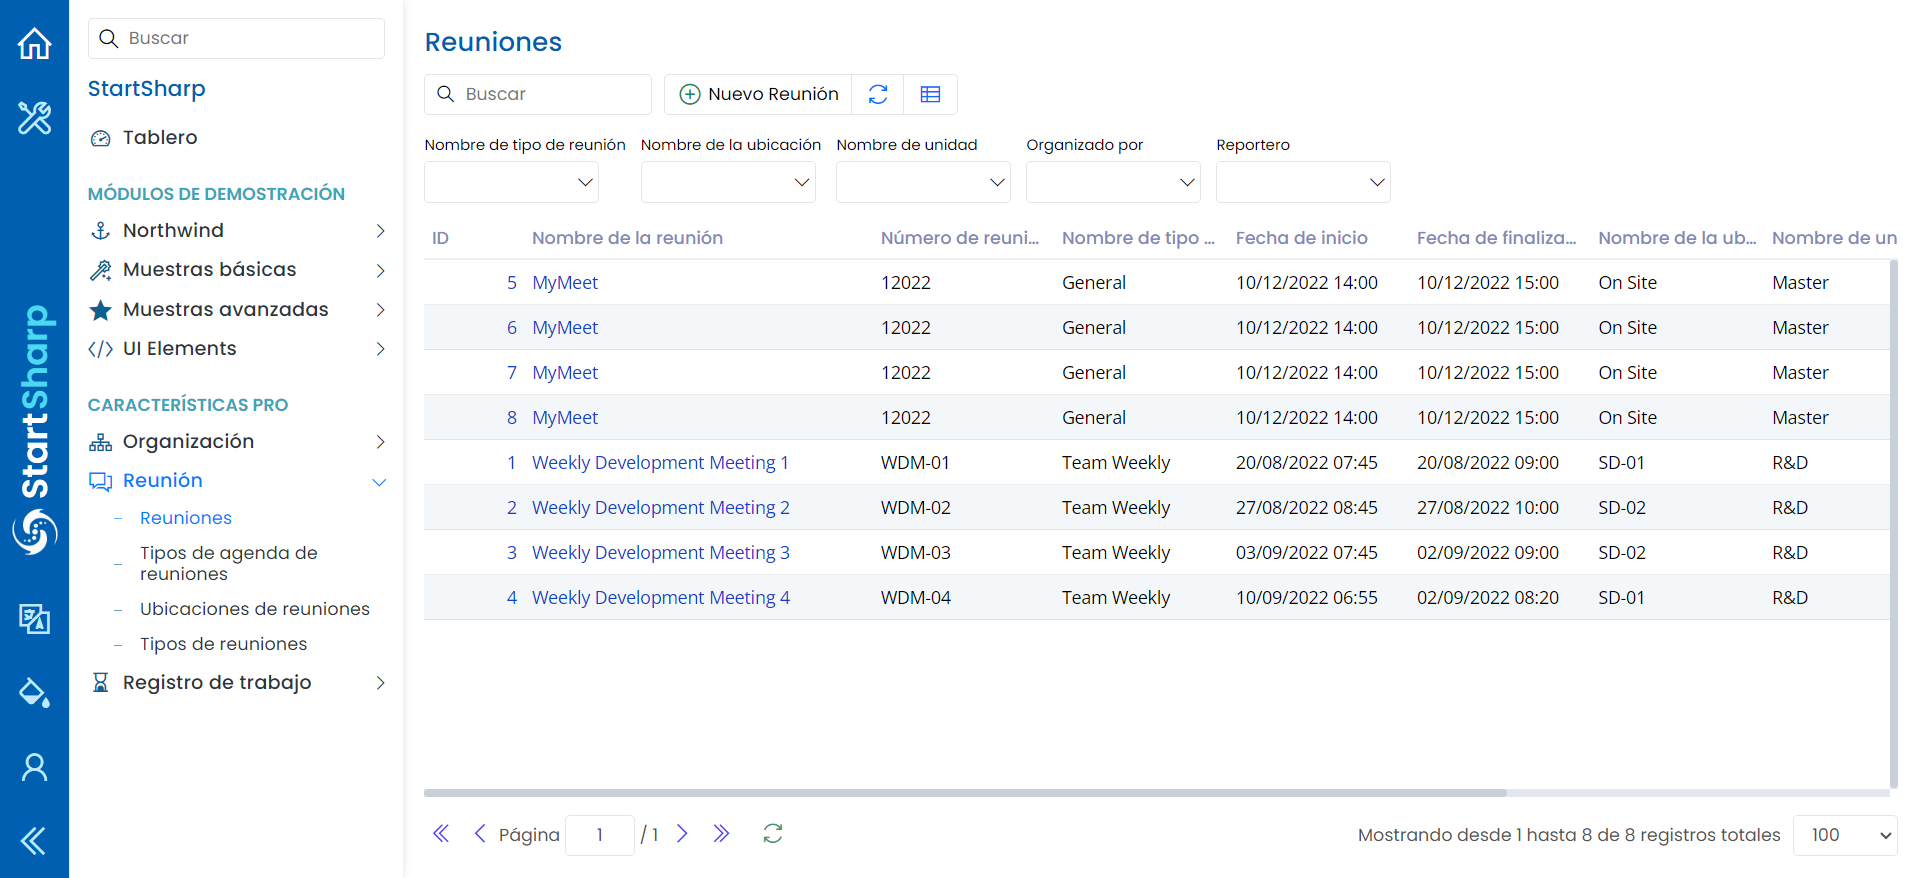 StartSharp
Buscar
StartSharp
Tablero
MÓDULOS DE DEMOSTRACIÓN
Northwind
Muestras básicas
Muestras avanzadas
UI Elements
CARACTERÍSTICAS PRO
Organización
Reunión
Reuniones
Tipos de agenda de
reuniones
Ubicaciones de reuniones
Tipos de reuniones
Registro de trabajo
Reuniones
Buscar
Nuevo Reunión
Nombre de tipo de reunión Nombre de la ubicación Nombre de unidad Organizado por Reportero
ID Nombre de la reunión Número de reuni... Nombre de tipo ... Fecha de inicio Fecha de finaliza... Nombre de la ub... Nombre de un
5 MyMeet 12022 General 10/12/2022 14:00 10/12/2022 15:00 On Site Master
6 MyMeet 12022 General 10/12/2022 14:00 10/12/2022 15:00 On Site Master
7 MyMeet 12022 General 10/12/2022 14:00 10/12/2022 15:00 On Site Master
8 MyMeet 12022 General 10/12/2022 14:00 10/12/2022 15:00 On Site Master
1 Weekly Development Meeting 1 WDM-01 Team Weekly 20/08/2022 07:45 20/08/2022 09:00 SD-01 R&D
2 Weekly Development Meeting 2 WDM-02 Team Weekly 27/08/2022 08:45 27/08/2022 10:00 SD-02 R&D
3 Weekly Development Meeting 3 WDM-03 Team Weekly 03/09/2022 07:45 02/09/2022 09:00 SD-02 R&D
4 Weekly Development Meeting 4 WDM-04 Team Weekly 10/09/2022 06:55 02/09/2022 08:20 SD-01 R&D
Página 1 / 1
Mostrando desde 1 hasta 8 de 8 registros totales 100